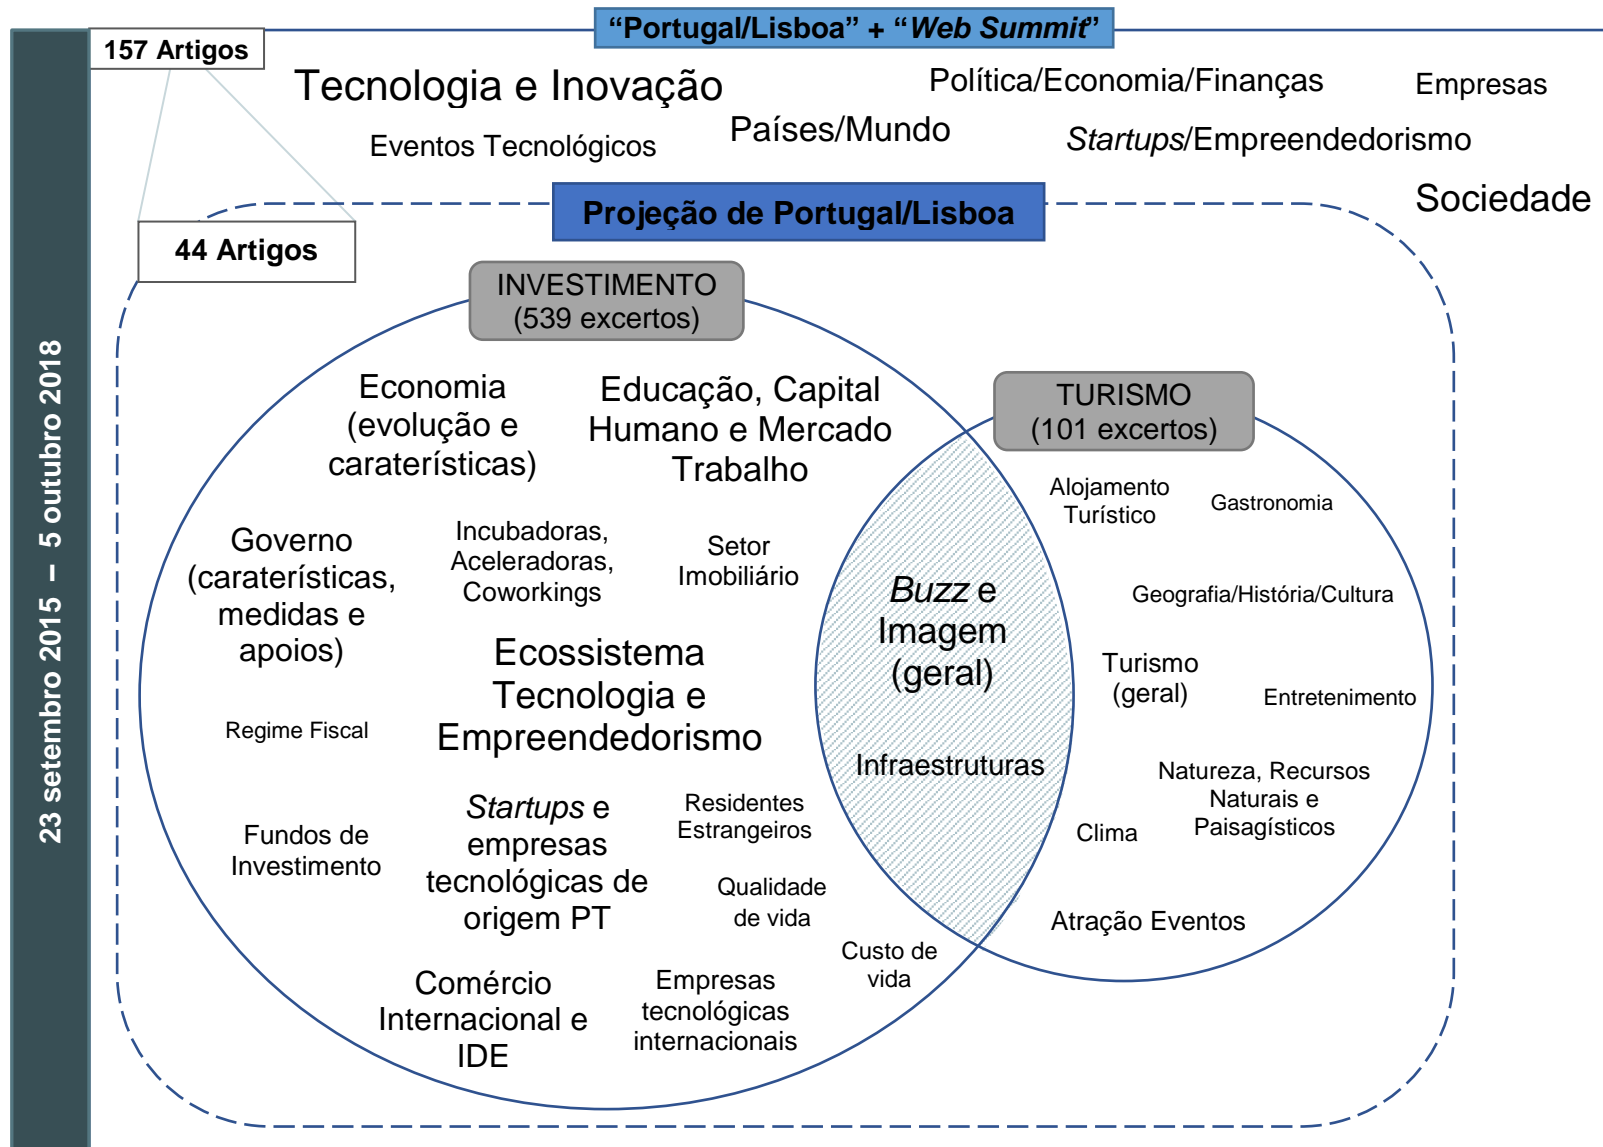 “Portugal/Lisboa” + “Web Summit”
157 Artigos
Tecnologia e Inovação
Política/Economia/Finanças
Empresas
Eventos Tecnológicos
Países/Mundo
Startups/Empreendedorismo
Sociedade
Projeção de Portugal/Lisboa
44 Artigos
23 setembro 2015 – 5 outubro 2018
INVESTIMENTO
(539 excertos)
Economia
(evolução e
caraterísticas)
Educação, Capital
Humano e Mercado
Trabalho
Governo
(caraterísticas,
medidas e
apoios)
Incubadoras,
Aceleradoras,
Coworkings
Setor
Imobiliário
Ecossistema
Tecnologia e
Empreendedorismo
Regime Fiscal
Fundos de
Investimento
Startups e
empresas
tecnológicas de
origem PT
Residentes
Estrangeiros
Qualidade
de vida
Custo de
vida
Comércio
Internacional e
IDE
Empresas
tecnológicas
internacionais
Buzz e
Imagem
(geral)
Infraestruturas
TURISMO
(101 excertos)
Alojamento
Turístico
Gastronomia
Geografia/História/Cultura
Turismo
(geral)
Entretenimento
Natureza, Recursos
Naturais e
Paisagísticos
Clima
Atração Eventos